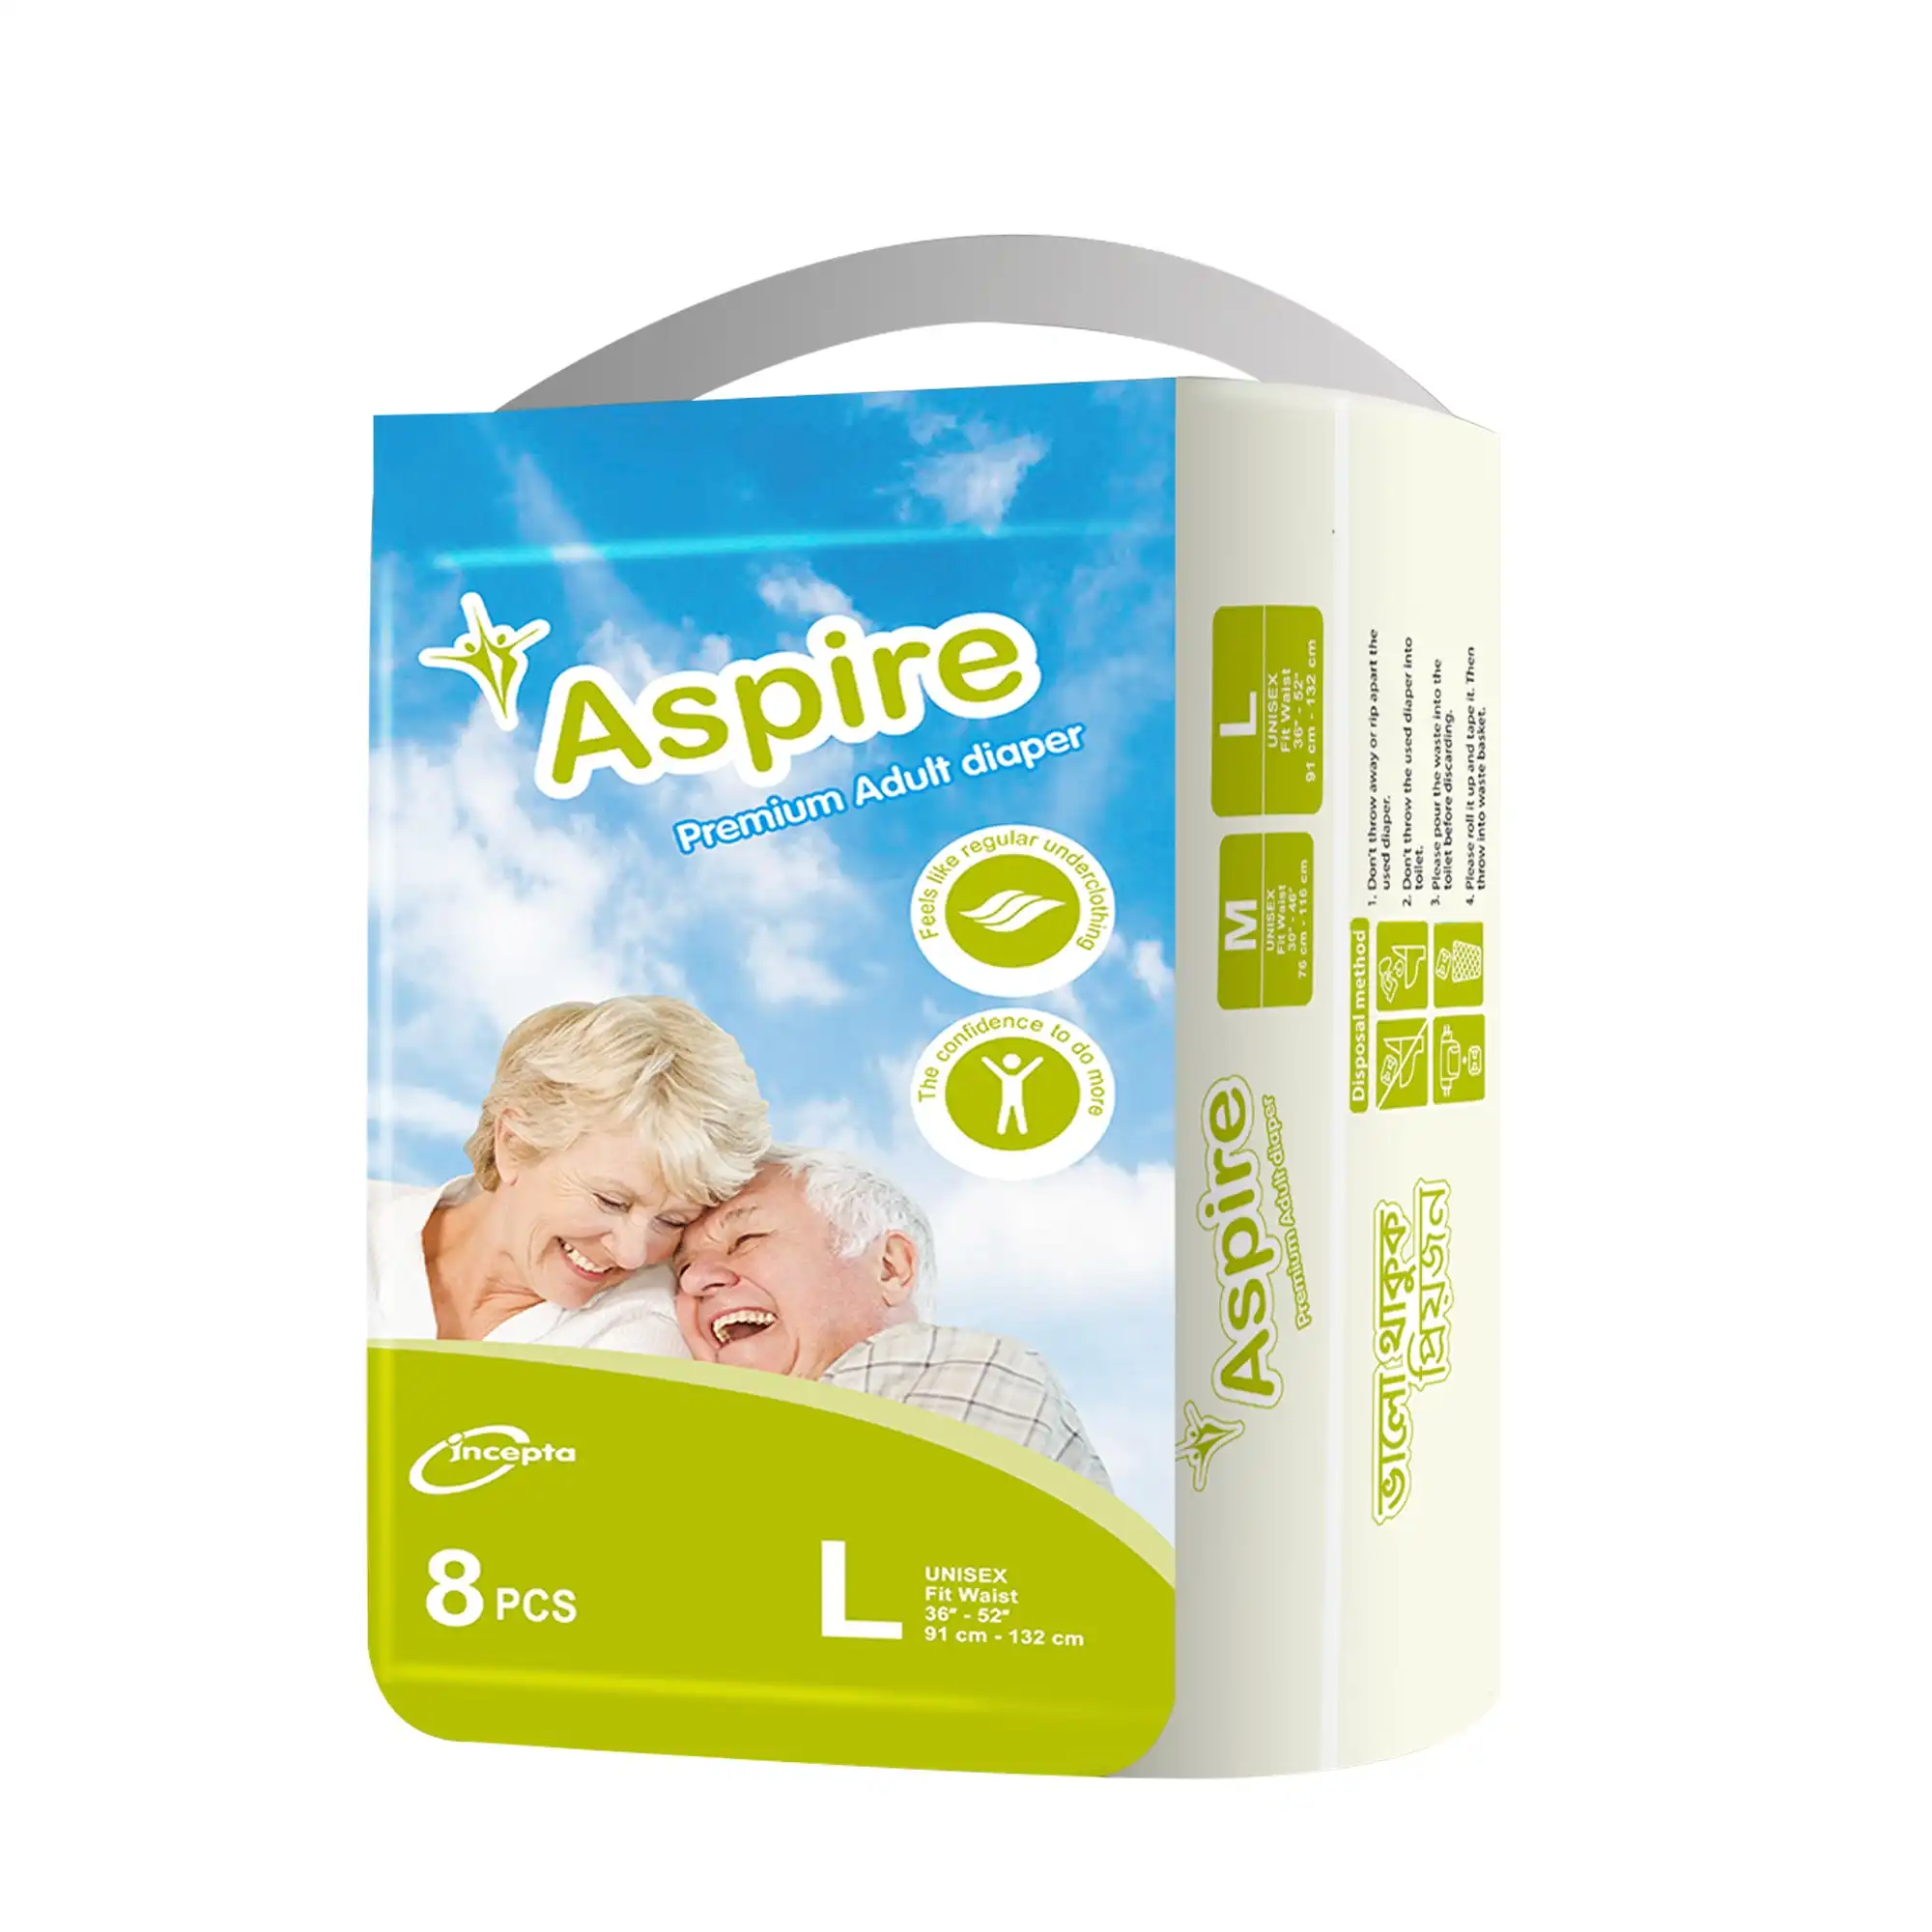 Aspire
Premium Adult diaper
Feels like regular underclothing
The confidence to do more
incepta
8 PCS
L
UNISEX
Fit Waist
36" - 52"
91 cm - 132 cm
L
UNISEX
Fit Waist
36" - 52"
91 cm - 132 cm
M
UNISEX
Fit Waist
30" - 46"
76 cm - 116 cm
Aspire
Premium Adult diaper
Disposal method
1. Don't throw away or rip apart the
used diaper.
2. Don't throw the used diaper into
toilet.
3. Please pour the waste into the
toilet before discarding.
4. Please roll it up and tape it. Then
throw into waste basket.
ভালো থাকুক
প্রিয়জন